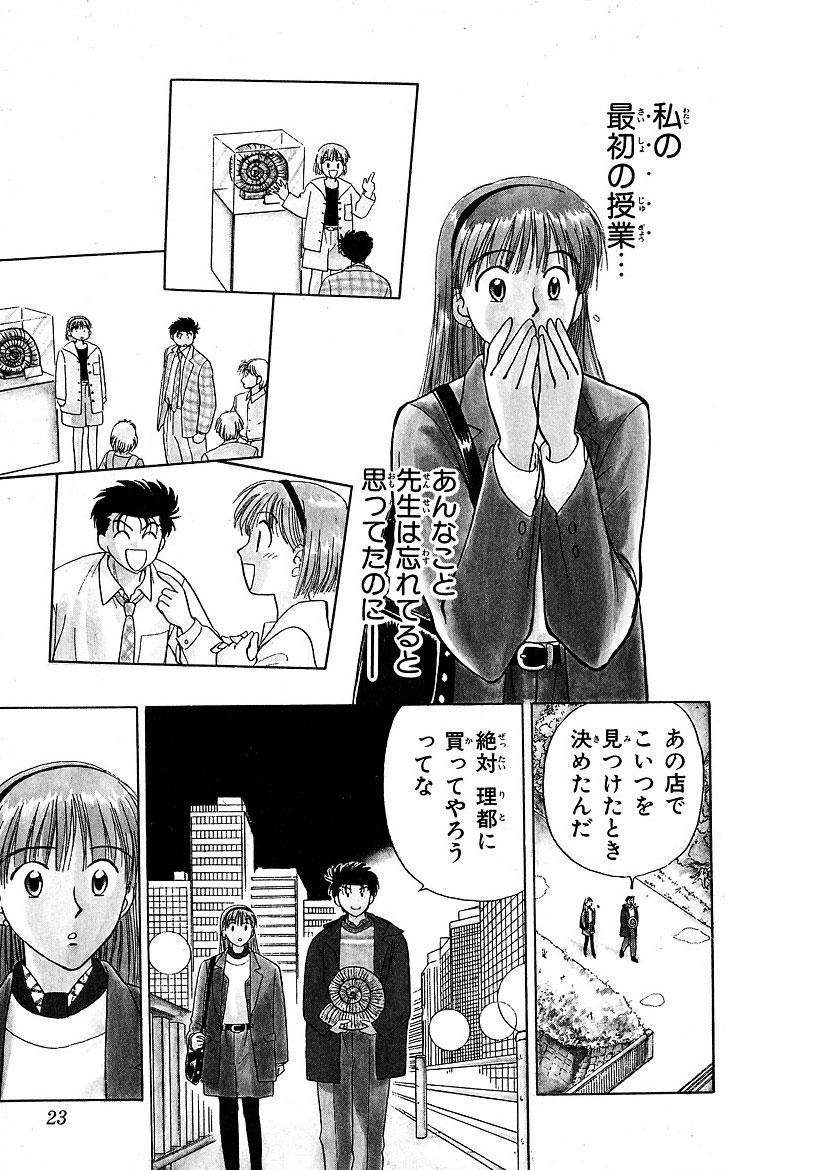 私の
最初の授業…
あんなこと
先生は忘れてると
思ってたのに――
あの店で
こいつを
見つけたとき
決めたんだ
絶対 理都に
買ってやろう
ってな
23